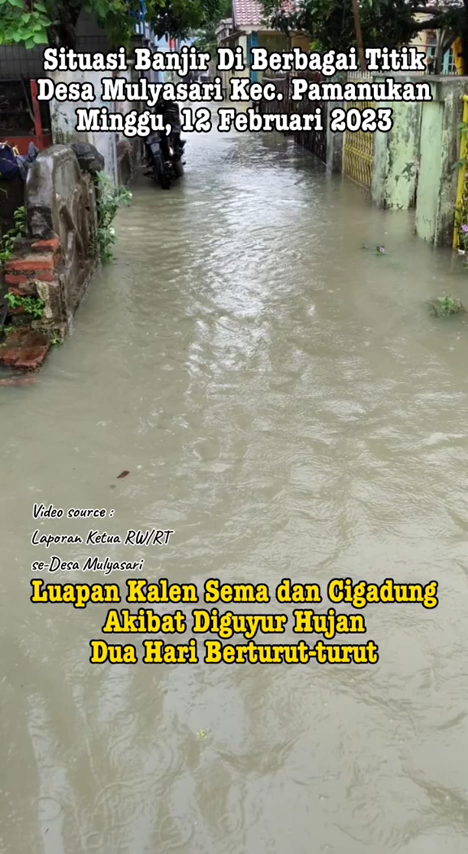 Situasi Banjir Di Berbagai Titik
Desa Mulyasari Kec. Pamanukan
Minggu, 12 Februari 2023
Video source :
Laporan Ketua RW/RT
se-Desa Mulyasari
Luapan Kalen Sema dan Cigadung
Akibat Diguyur Hujan
Dua Hari Berturut-turut